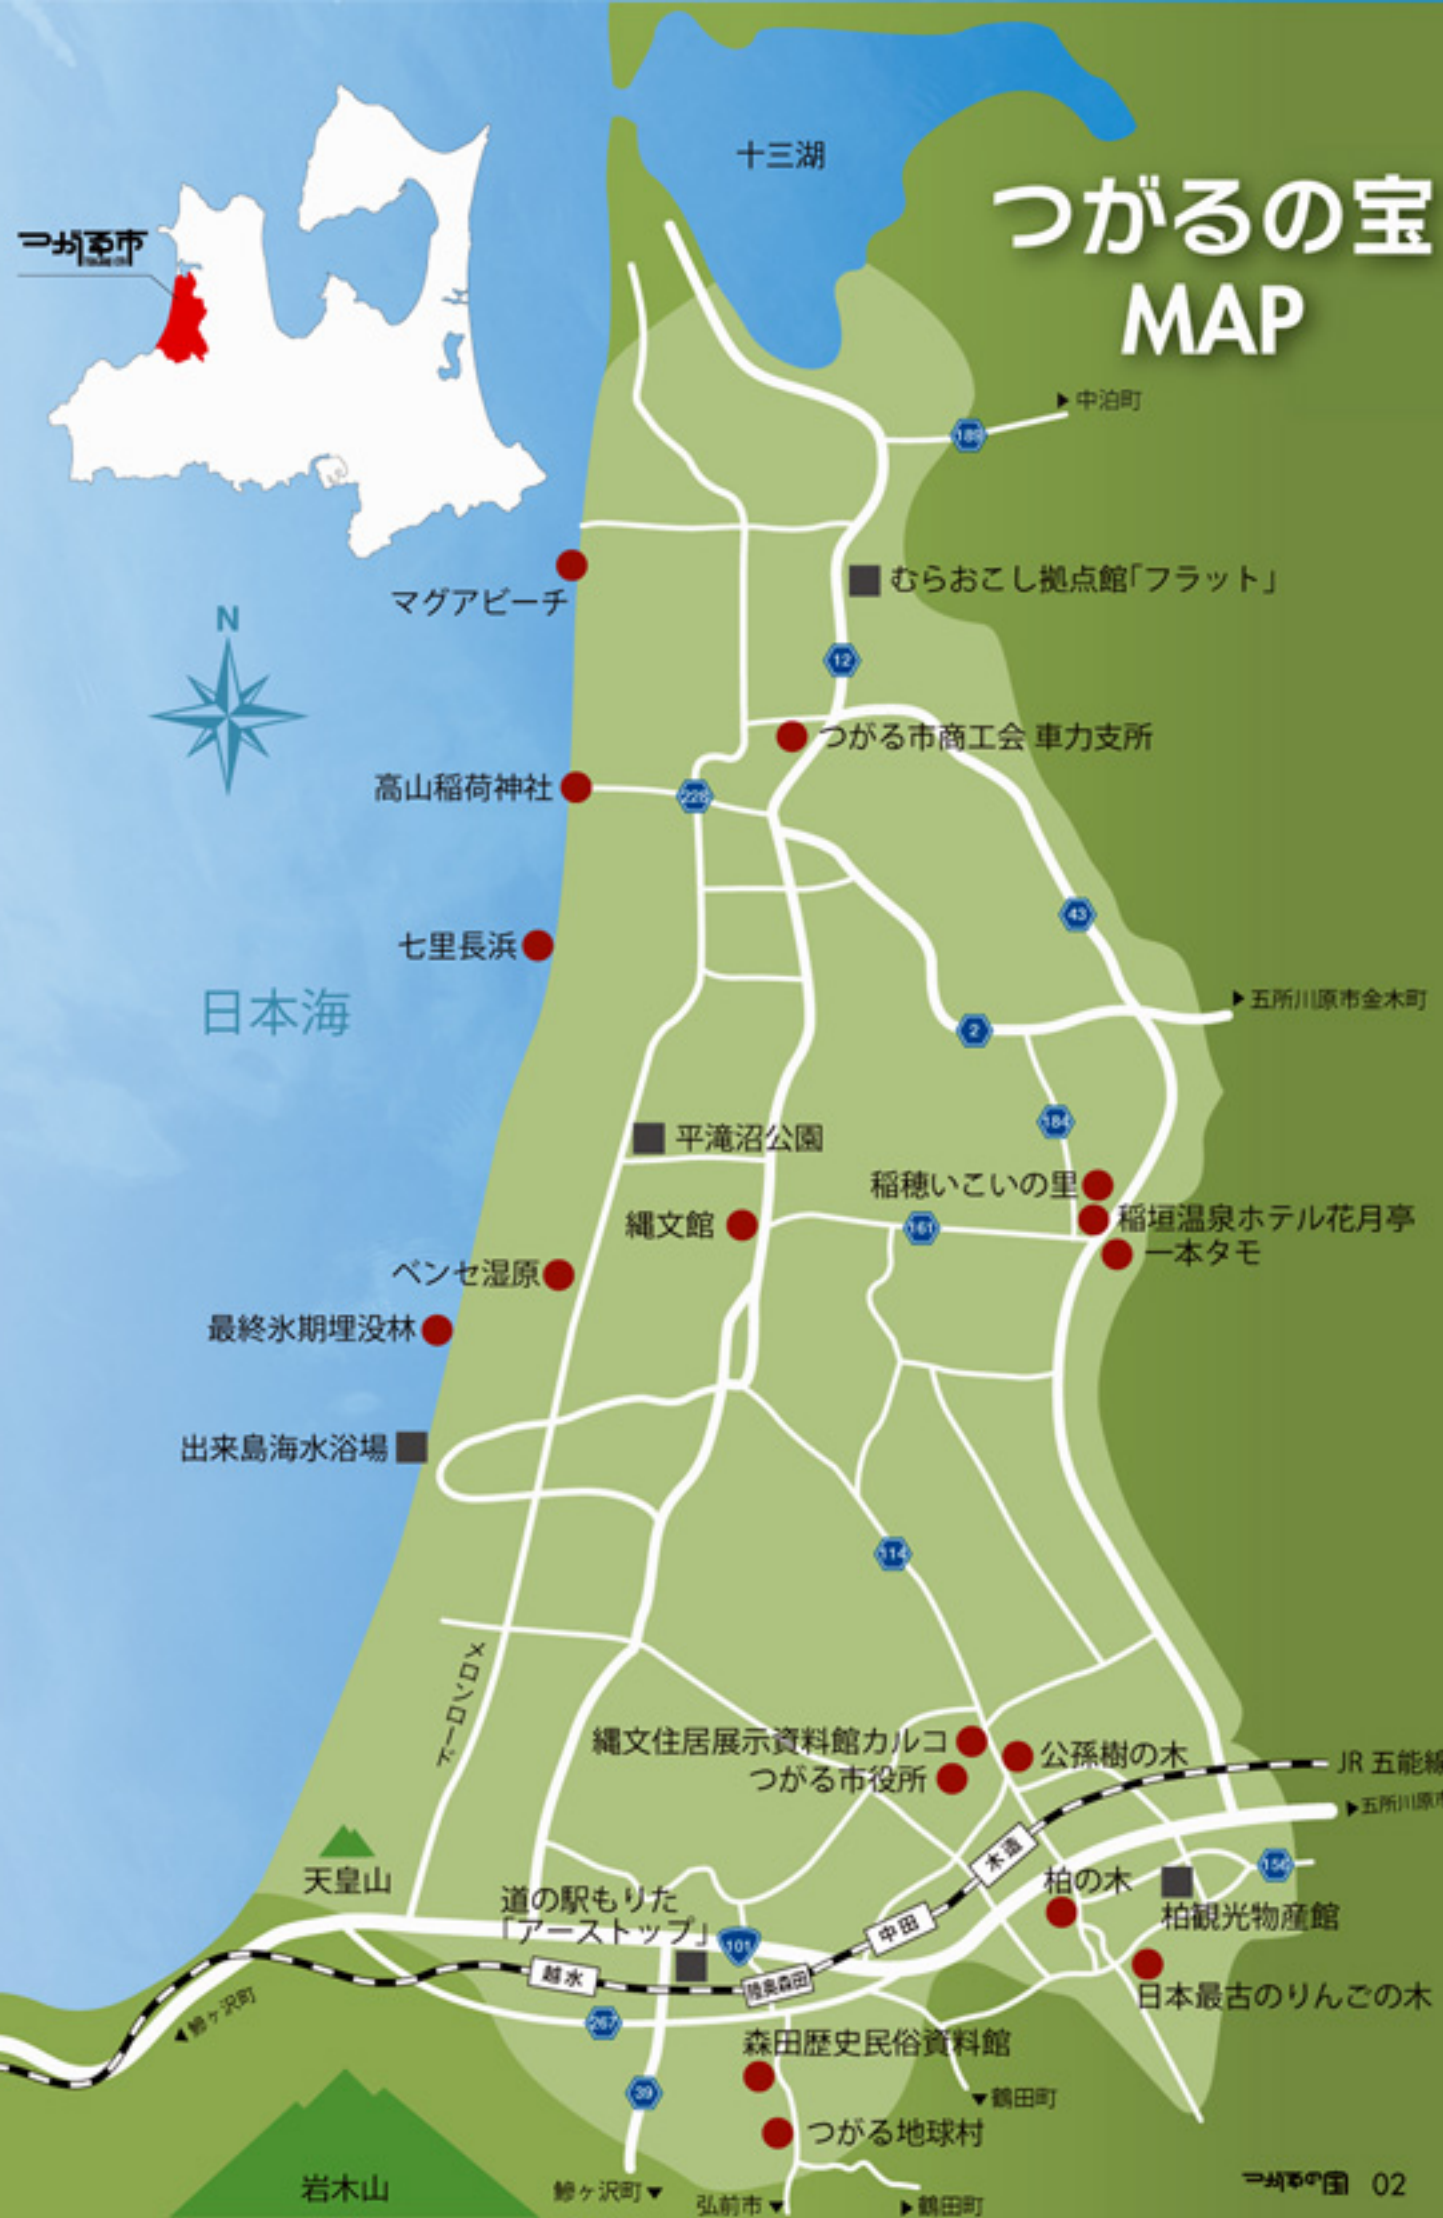 つがるの宝
MAP
十三湖
つがる市
中泊町
189
マグアビーチ
むらおこし拠点館「フラット」
N
12
つがる市商工会 車力支所
高山稲荷神社
228
43
七里長浜
日本海
五所川原市金木町
2
184
平滝沼公園
稲穂いこいの里
縄文館
161
稲垣温泉ホテル花月亭
一本タモ
ベンセ湿原
最終氷期埋没林
出来島海水浴場
114
メロンロード
縄文住居展示資料館カルコ
公孫樹の木
つがる市役所
JR 五能線
五所川原市
木造
156
天皇山
柏の木
道の駅もりた
「アーストップ」
柏観光物産館
中田
101
越水
陸奥森田
日本最古のりんごの木
鰺ヶ沢町
267
森田歴史民俗資料館
39
鶴田町
つがる地球村
岩木山
鰺ヶ沢町
弘前市
鶴田町
つがるの国 02